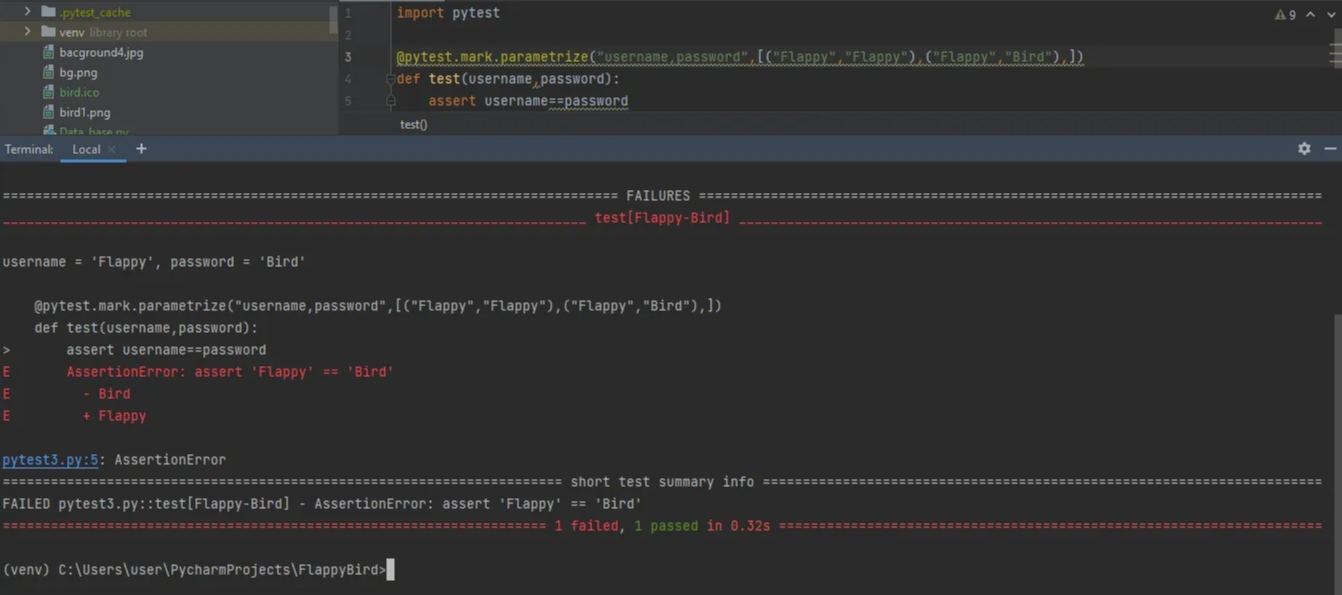 .pytest_cache
venv library root
bacground4.jpg
bg.png
bird.ico
bird1.png
Data_base.py
1 import pytest
2
3 @pytest.mark.parametrize("username,password",[("Flappy","Flappy"),("Flappy","Bird"),])
4 def test(username,password):
5 assert username==password
9
test()
Terminal: Local × +
=== FAILURES ===
___ test[Flappy-Bird] ___
username = 'Flappy', password = 'Bird'
@pytest.mark.parametrize("username,password",[("Flappy","Flappy"),("Flappy","Bird"),])
def test(username,password):
> assert username==password
E AssertionError: assert 'Flappy' == 'Bird'
E - Bird
E + Flappy
pytest3.py:5: AssertionError
=== short test summary info ===
FAILED pytest3.py::test[Flappy-Bird] - AssertionError: assert 'Flappy' == 'Bird'
=== 1 failed, 1 passed in 0.32s ===
(venv) C:\Users\user\PycharmProjects\FlappyBird>